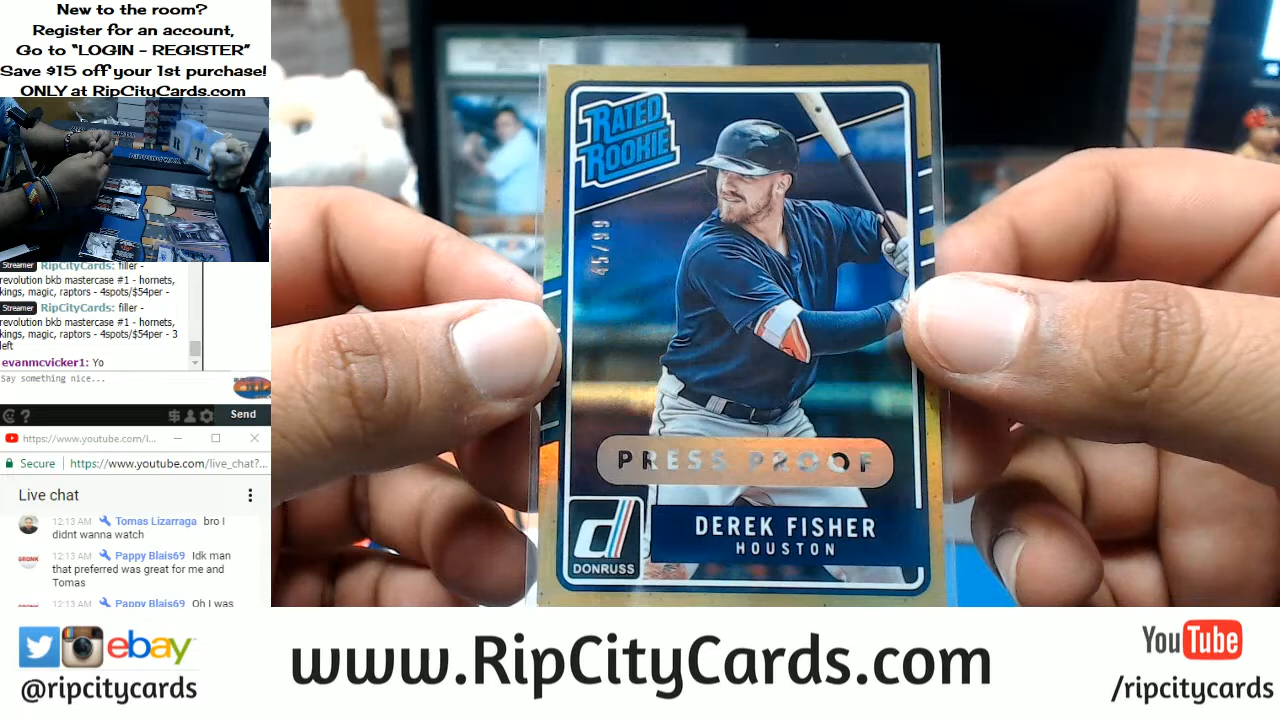 New to the room?
Register for an account,
Go to "LOGIN - REGISTER"
Save $15 off your 1st purchase!
ONLY at RipCityCards.com
Streamer RipCityCards: filler -
revolution bkb mastercase #1 - hornets,
kings, magic, raptors - 4spots/$54per -
Streamer RipCityCards: filler -
revolution bkb mastercase #1 - hornets,
kings, magic, raptors - 4spots/$54per - 3
left
evanmcvicker1: Yo
Say something nice...
Send
https://www.youtube.com/l...
Secure https://www.youtube.com/live_chat?...
Live chat
12:13 AM Tomas Lizarraga bro I
didnt wanna watch
12:13 AM Pappy Blais69 Idk man
that preferred was great for me and
Tomas
12:13 AM Pappy Blais69 Oh I was
RATED
ROOKIE
45/99
PRESS PROOF
d
DONRUSS
DEREK FISHER
HOUSTON
ebay
@ripcitycards
www.RipCityCards.com
YouTube
/ripcitycards